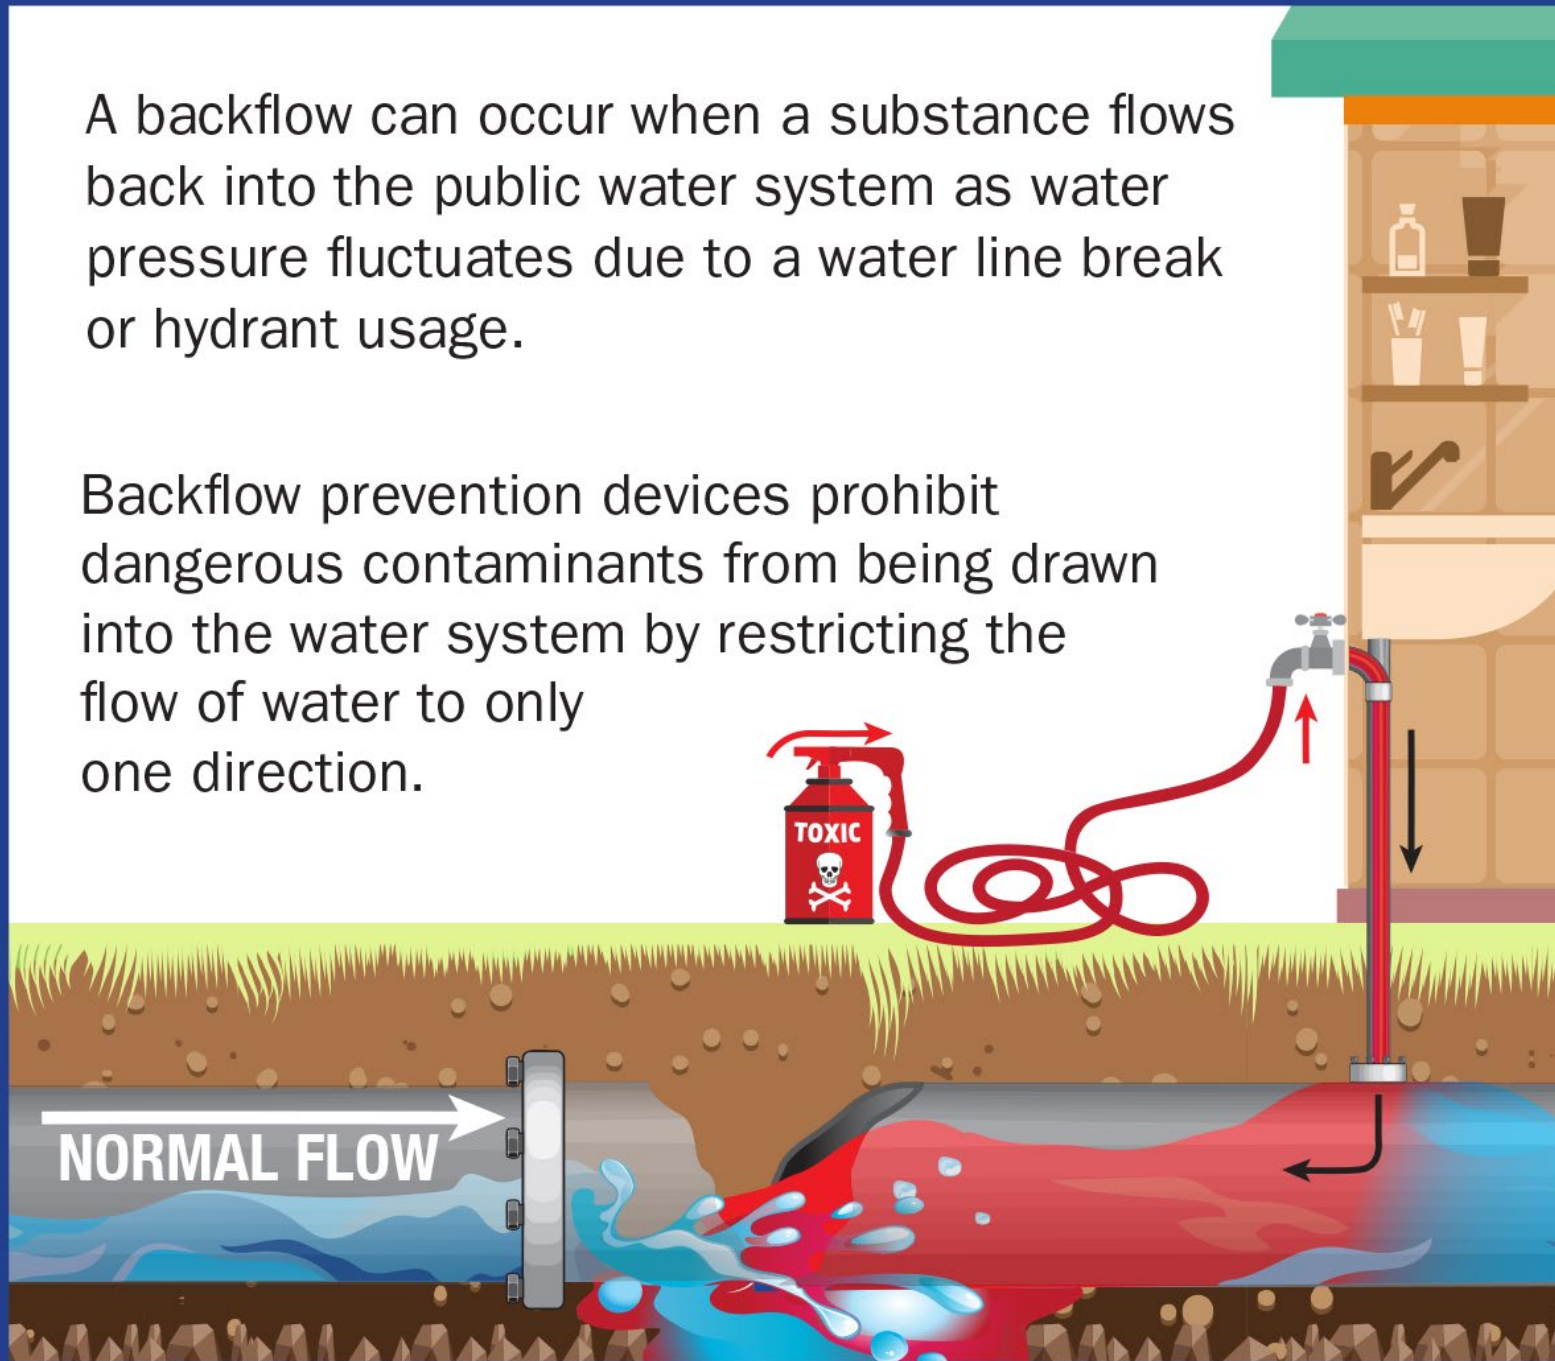 A backflow can occur when a substance flows
back into the public water system as water
pressure fluctuates due to a water line break
or hydrant usage.
Backflow prevention devices prohibit
dangerous contaminants from being drawn
into the water system by restricting the
flow of water to only
one direction.
TOXIC
NORMAL FLOW